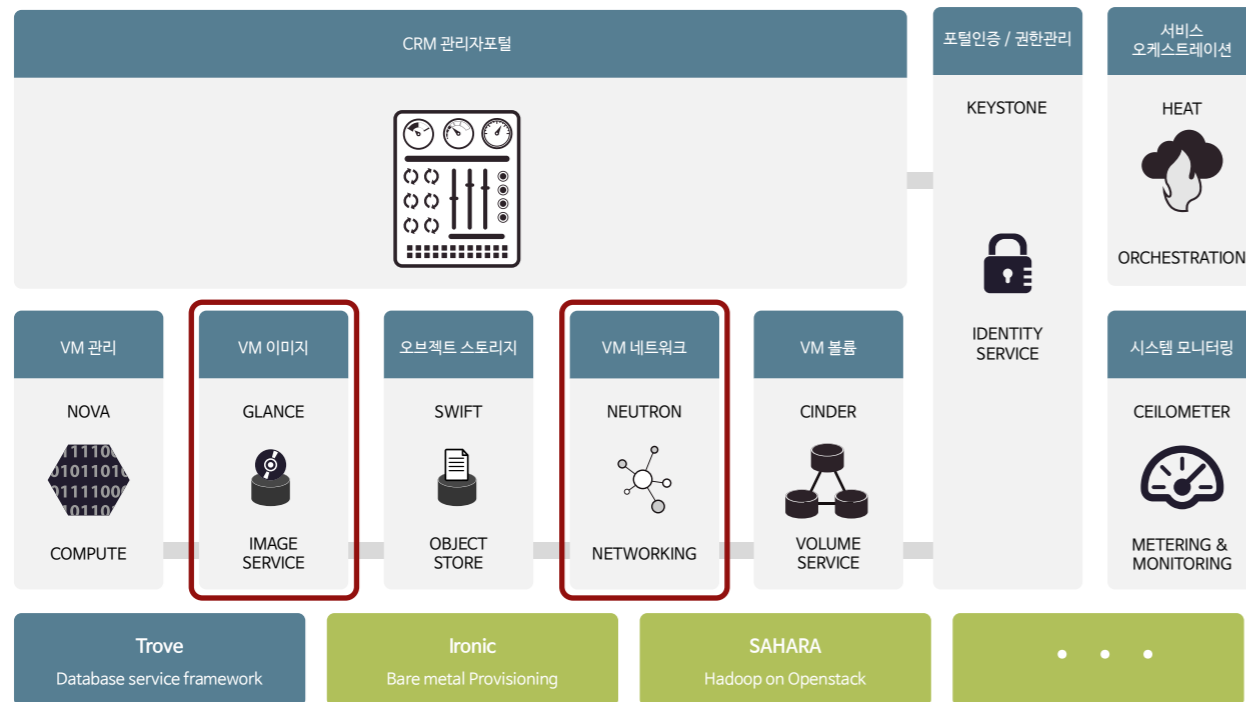 CRM 관리자포털
포털인증 / 권한관리
서비스
오케스트레이션
KEYSTONE
HEAT
ORCHESTRATION
IDENTITY
SERVICE
VM 관리
VM 이미지
오브젝트 스토리지
VM 네트워크
VM 볼륨
시스템 모니터링
NOVA
GLANCE
SWIFT
NEUTRON
CINDER
CEILOMETER
COMPUTE
IMAGE
SERVICE
OBJECT
STORE
NETWORKING
VOLUME
SERVICE
METERING &
MONITORING
Trove
Database service framework
Ironic
Bare metal Provisioning
SAHARA
Hadoop on Openstack
• • •